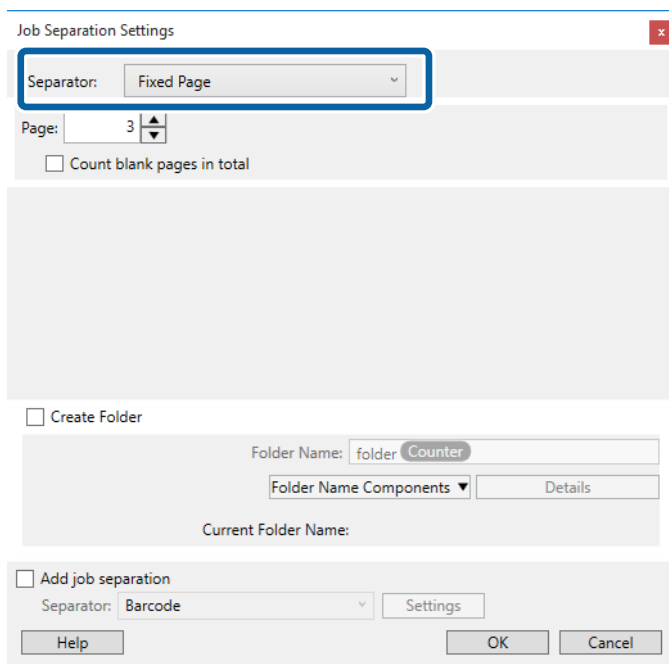 Job Separation Settings
x
Separator: Fixed Page
Page: 3
Count blank pages in total
Create Folder
Folder Name: folder Counter
Folder Name Components Details
Current Folder Name:
Add job separation
Separator: Barcode Settings
Help OK Cancel